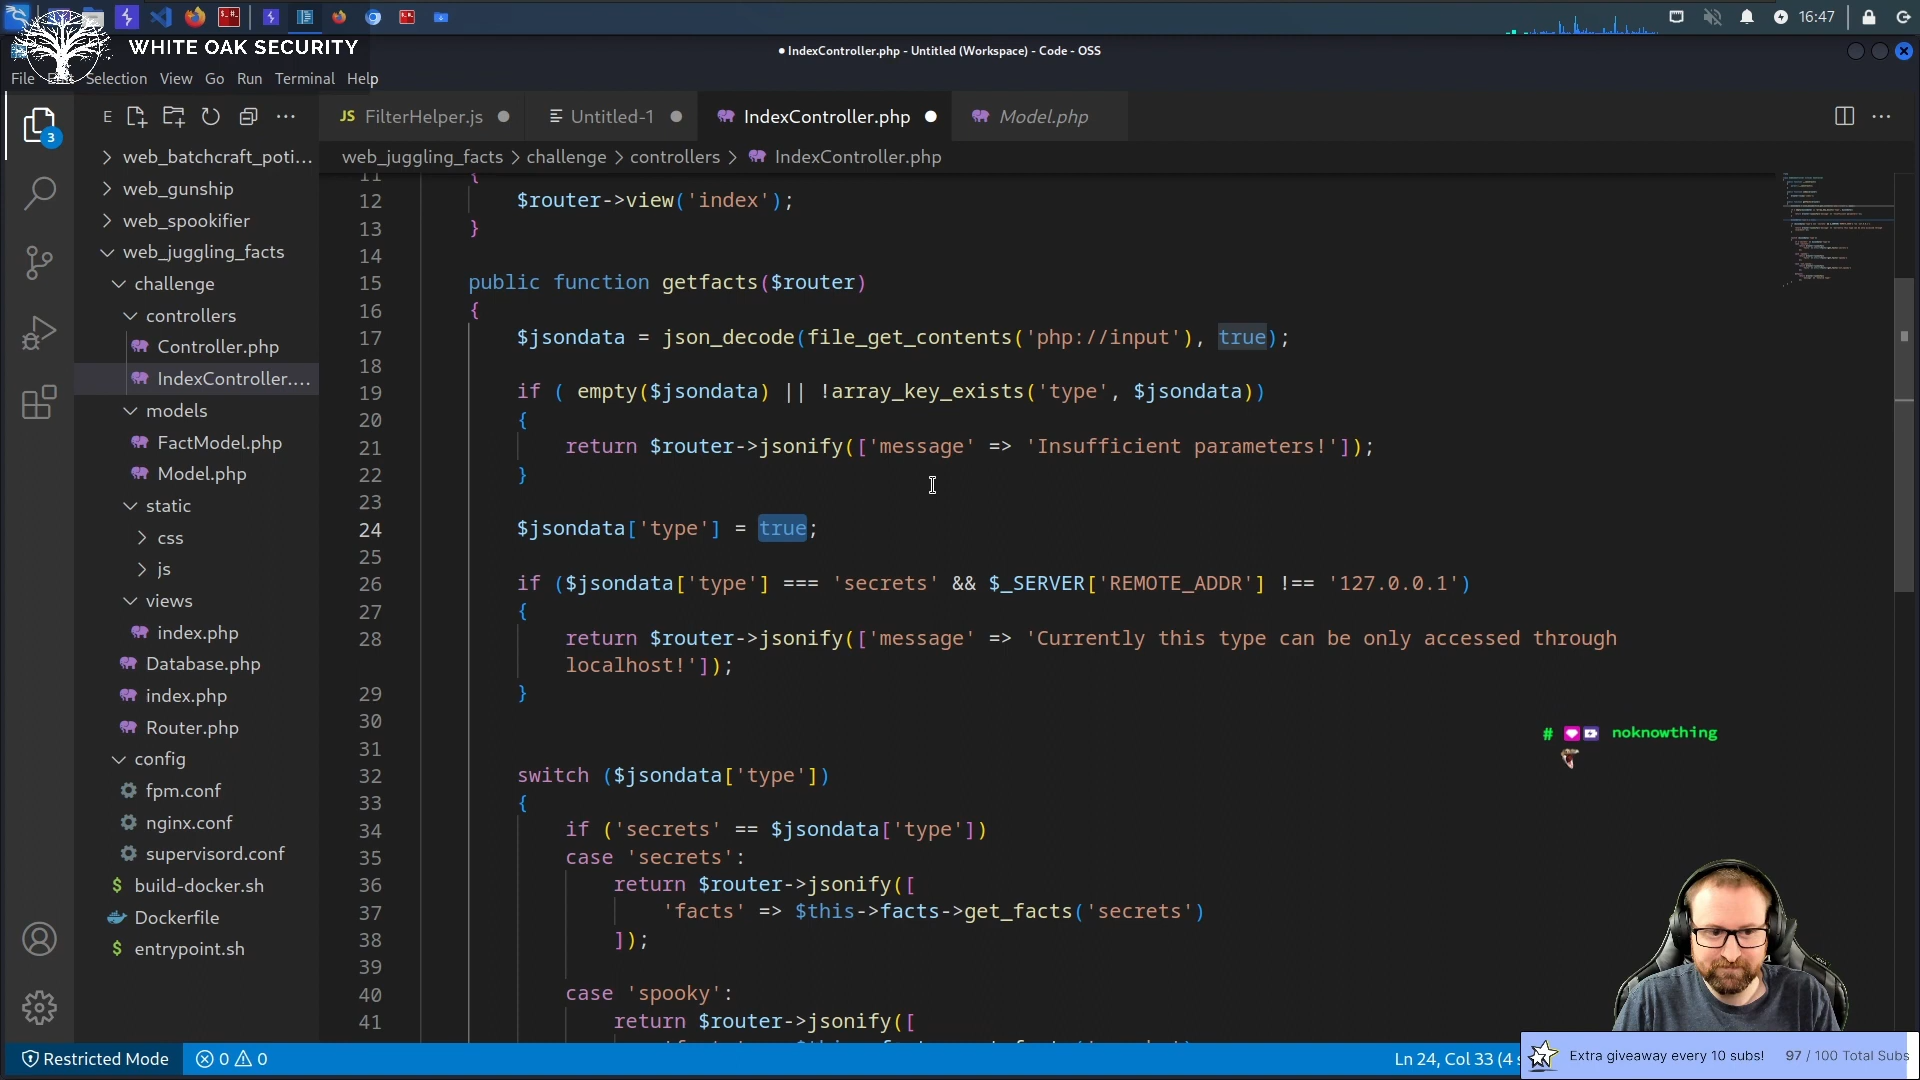 16:47
WHITE OAK SECURITY
IndexController.php - Untitled (Workspace) - Code - OSS
File Selection View Go Run Terminal Help
E
JS FilterHelper.js
Untitled-1
IndexController.php
Model.php
web_juggling_facts > challenge > controllers > IndexController.php
3
web_batchcraft_poti...
web_gunship
web_spookifier
web_juggling_facts
challenge
controllers
Controller.php
IndexController....
models
FactModel.php
Model.php
static
css
js
views
index.php
Database.php
index.php
Router.php
config
fpm.conf
nginx.conf
supervisord.conf
$ build-docker.sh
Dockerfile
$ entrypoint.sh
11 {
12 $router->view('index');
13 }
14
15 public function getfacts($router)
16 {
17 $jsondata = json_decode(file_get_contents('php://input'), true);
18
19 if ( empty($jsondata) || !array_key_exists('type', $jsondata))
20 {
21 return $router->jsonify(['message' => 'Insufficient parameters!']);
22 }
23
24 $jsondata['type'] = true;
25
26 if ($jsondata['type'] === 'secrets' && $_SERVER['REMOTE_ADDR'] !== '127.0.0.1')
27 {
28 return $router->jsonify(['message' => 'Currently this type can be only accessed through
localhost!']);
29 }
30
31
32 switch ($jsondata['type'])
33 {
34 if ('secrets' == $jsondata['type'])
35 case 'secrets':
36 return $router->jsonify([
37 'facts' => $this->facts->get_facts('secrets')
38 ]);
39
40 case 'spooky':
41 return $router->jsonify([
# noknowthing
Restricted Mode
0 0
Ln 24, Col 33 (4 s
Extra giveaway every 10 subs! 97 / 100 Total Subs